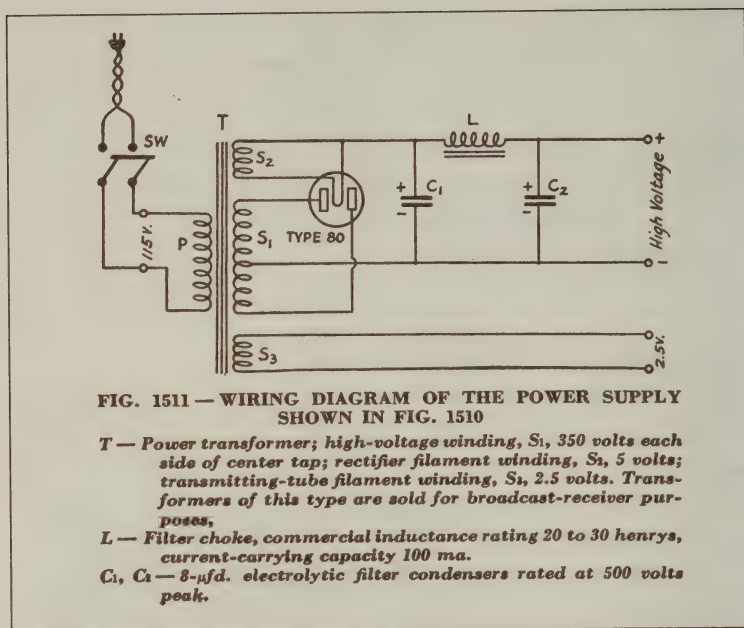 SW
T
L
S2
+
+
+
C1
C2
-
-
High Voltage
115V.
P
S1
TYPE 80
-
S3
2.5V.
FIG. 1511 — WIRING DIAGRAM OF THE POWER SUPPLY
SHOWN IN FIG. 1510
T — Power transformer; high-voltage winding, S1, 350 volts each
side of center tap; rectifier filament winding, S2, 5 volts;
transmitting-tube filament winding, S3, 2.5 volts. Trans-
formers of this type are sold for broadcast-receiver pur-
poses,
L — Filter choke, commercial inductance rating 20 to 30 henrys,
current-carrying capacity 100 ma.
C1, C2 — 8-μfd. electrolytic filter condensers rated at 500 volts
peak.